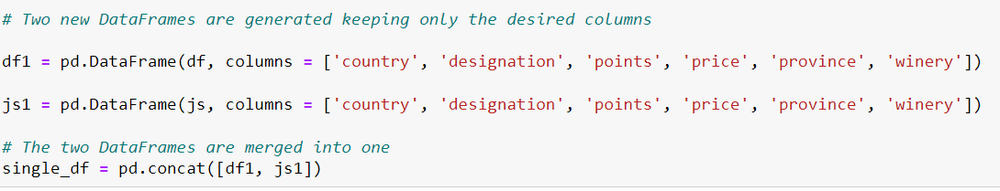 # Two new DataFrames are generated keeping only the desired columns
df1 = pd.DataFrame(df, columns = ['country', 'designation', 'points', 'price', 'province', 'winery'])
js1 = pd.DataFrame(js, columns = ['country', 'designation', 'points', 'price', 'province', 'winery'])
# The two DataFrames are merged into one
single_df = pd.concat([df1, js1])